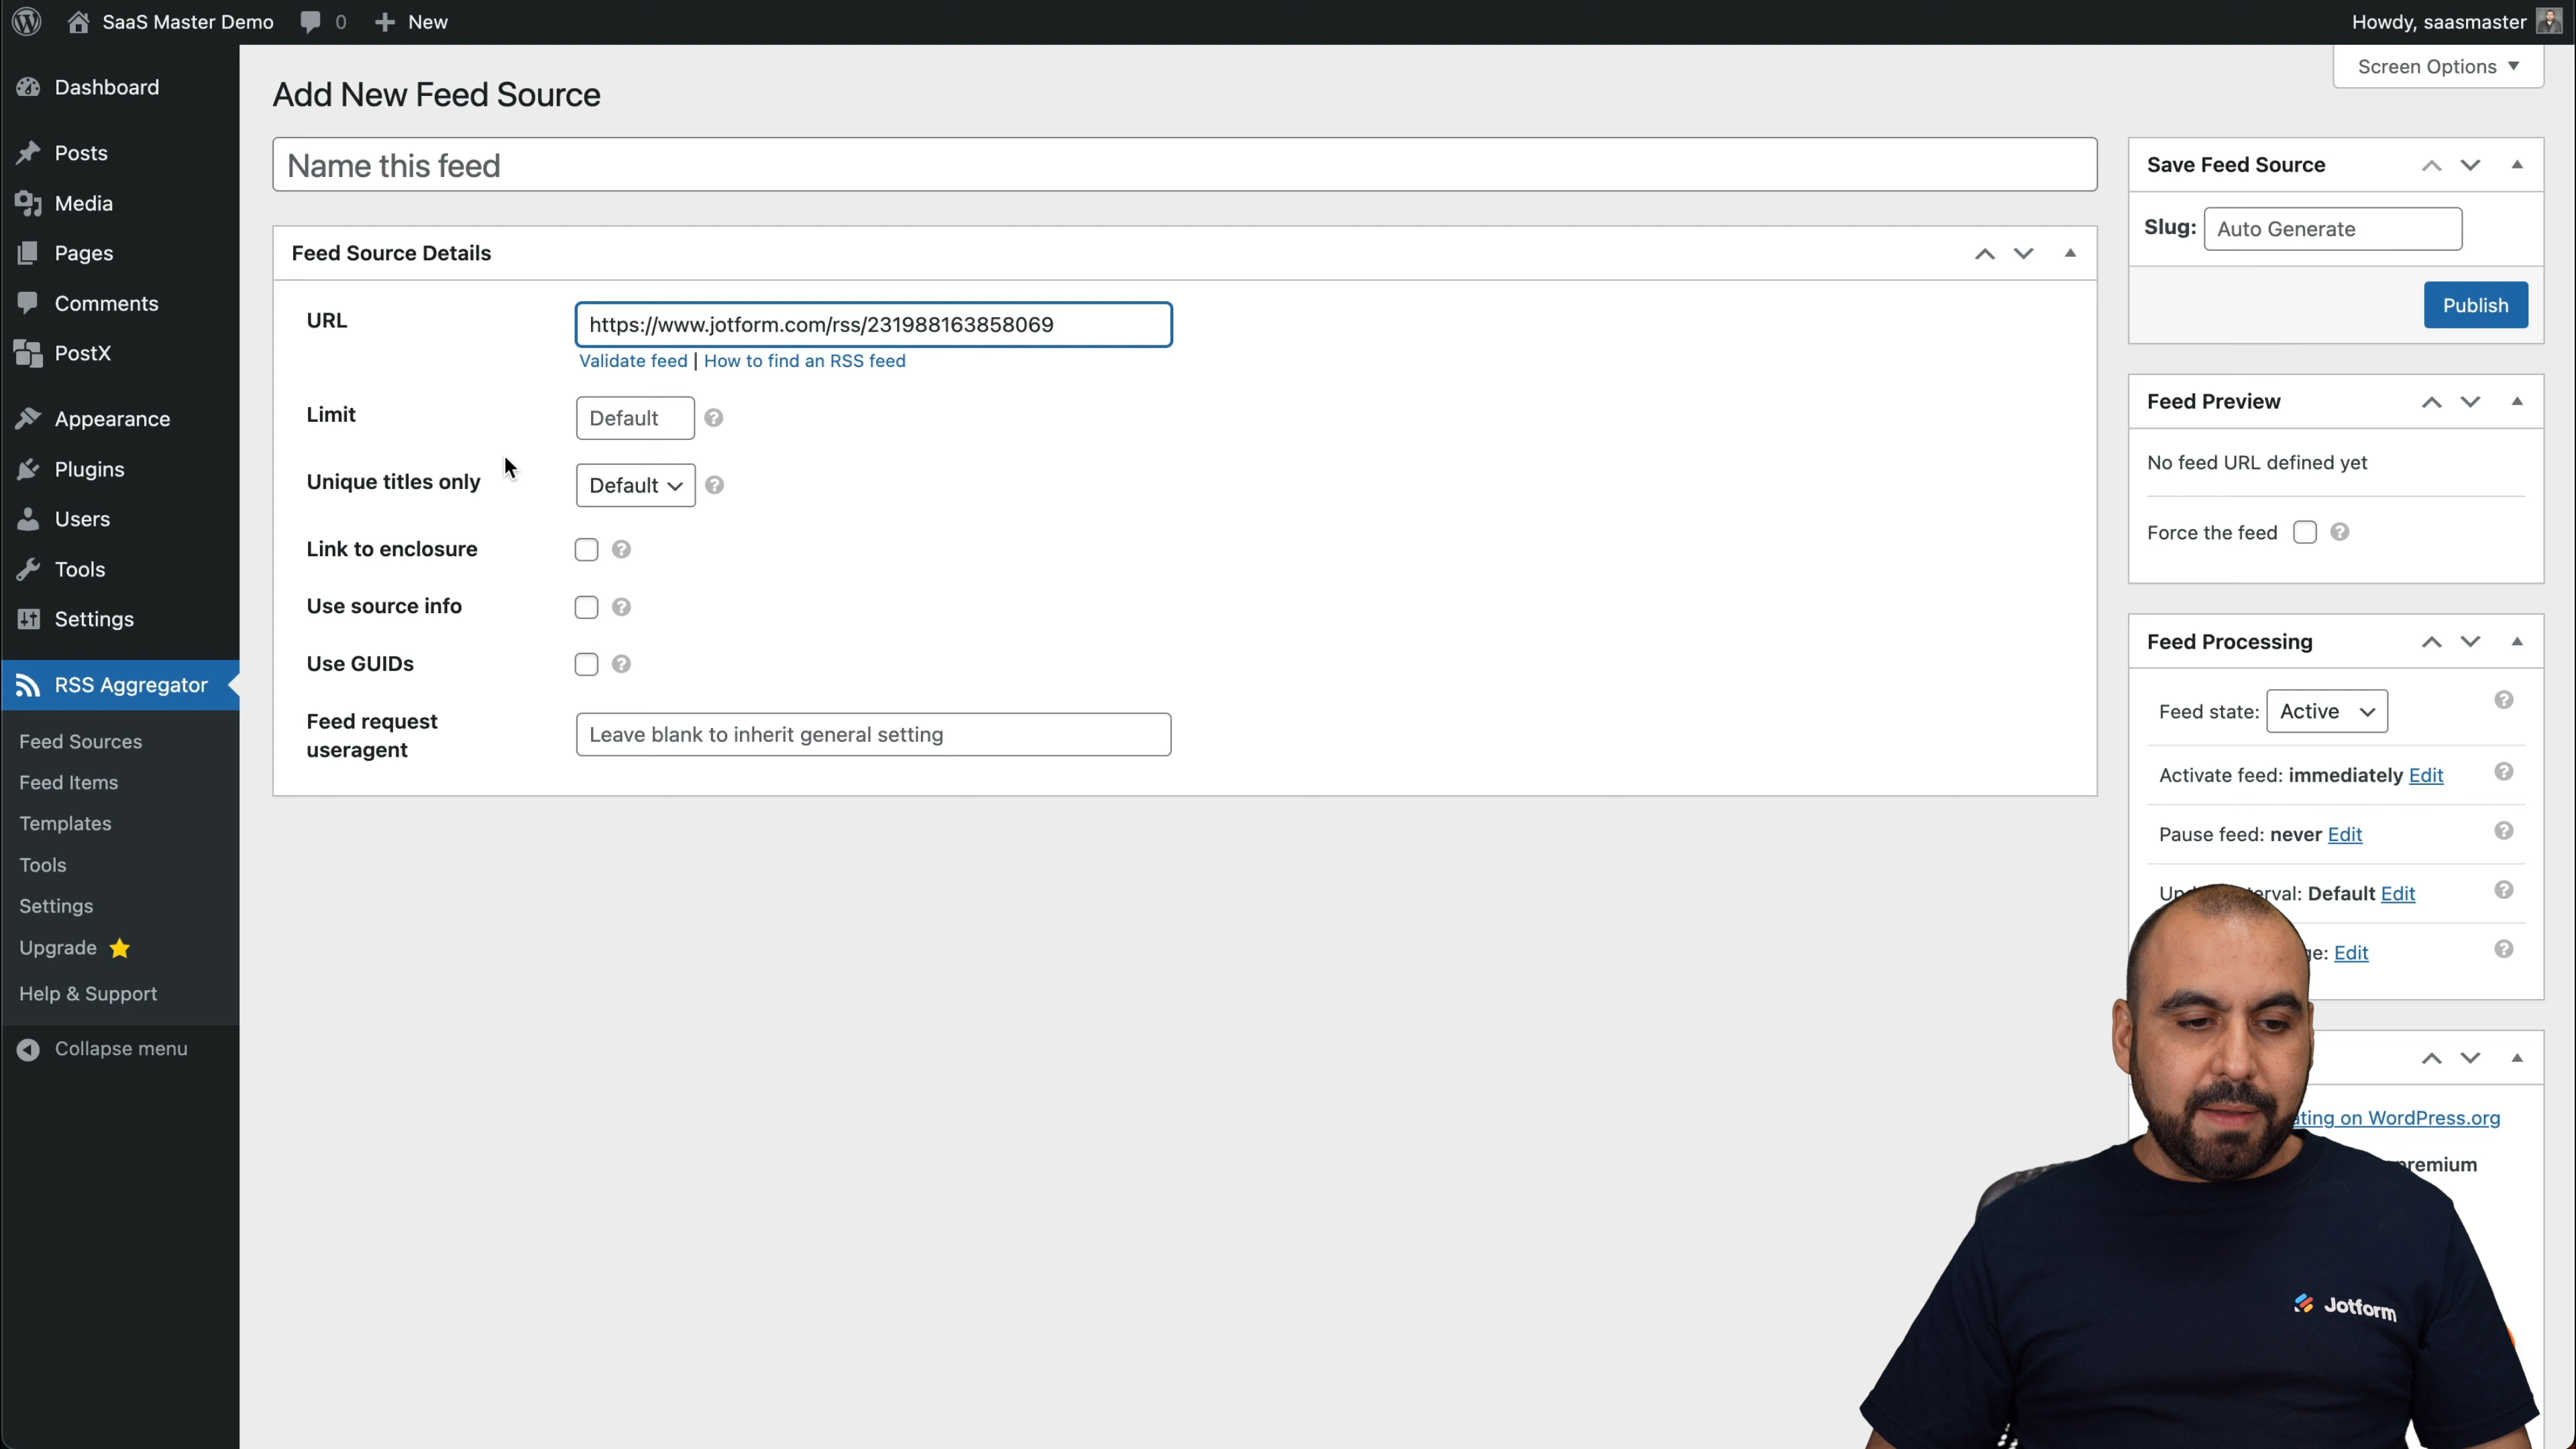 SaaS Master Demo 0 New Howdy, saasmaster
Screen Options
Dashboard
Posts
Media
Pages
Comments
PostX
Appearance
Plugins
Users
Tools
Settings
RSS Aggregator
Feed Sources
Feed Items
Templates
Tools
Settings
Upgrade
Help & Support
Collapse menu
Add New Feed Source
Name this feed
Feed Source Details
URL https://www.jotform.com/rss/231988163858069
Validate feed | How to find an RSS feed
Limit Default
Unique titles only Default
Link to enclosure
Use source info
Use GUIDs
Feed request
useragent
Leave blank to inherit general setting
Save Feed Source
Slug: Auto Generate
Publish
Feed Preview
No feed URL defined yet
Force the feed
Feed Processing
Feed state: Active
Activate feed: immediately Edit
Pause feed: never Edit
Default Edit
Edit
on WordPress.org
Jotform